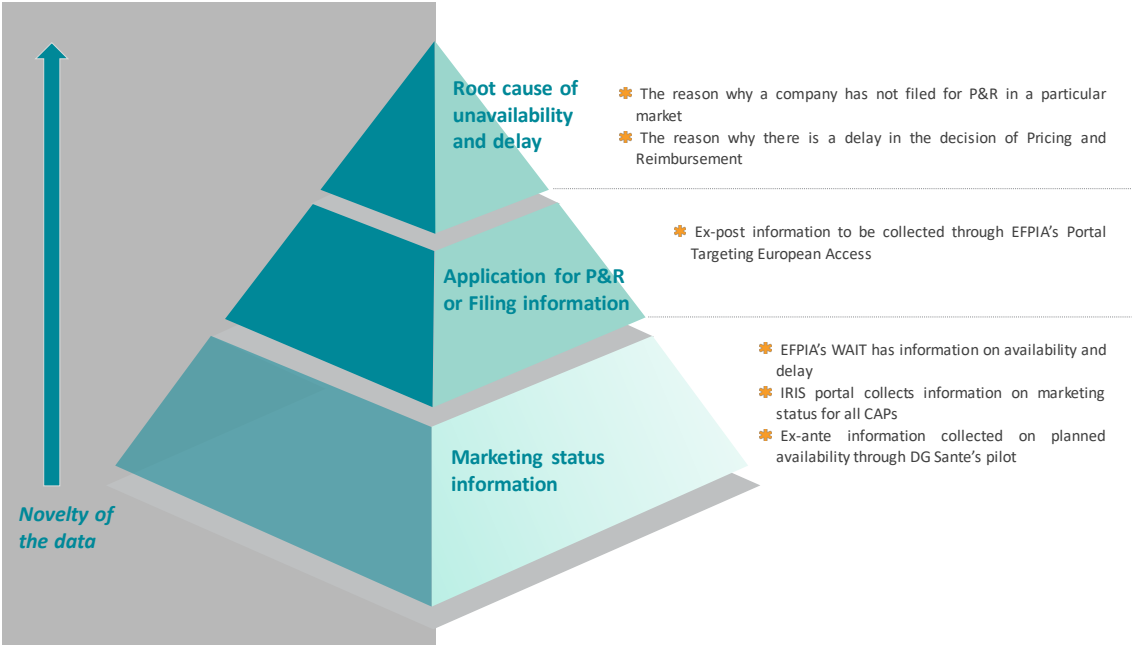 Root cause of
unavailability
and delay
The reason why a company has not filed for P&R in a particular
market
The reason why there is a delay in the decision of Pricing and
Reimbursement
Application for P&R
or Filing information
Ex-post information to be collected through EFPIA’s Portal
Targeting European Access
Marketing status
information
EFPIA’s WAIT has information on availability and
delay
IRIS portal collects information on marketing
status for all CAPs
Ex-ante information collected on planned
availability through DG Sante’s pilot
Novelty of
the data